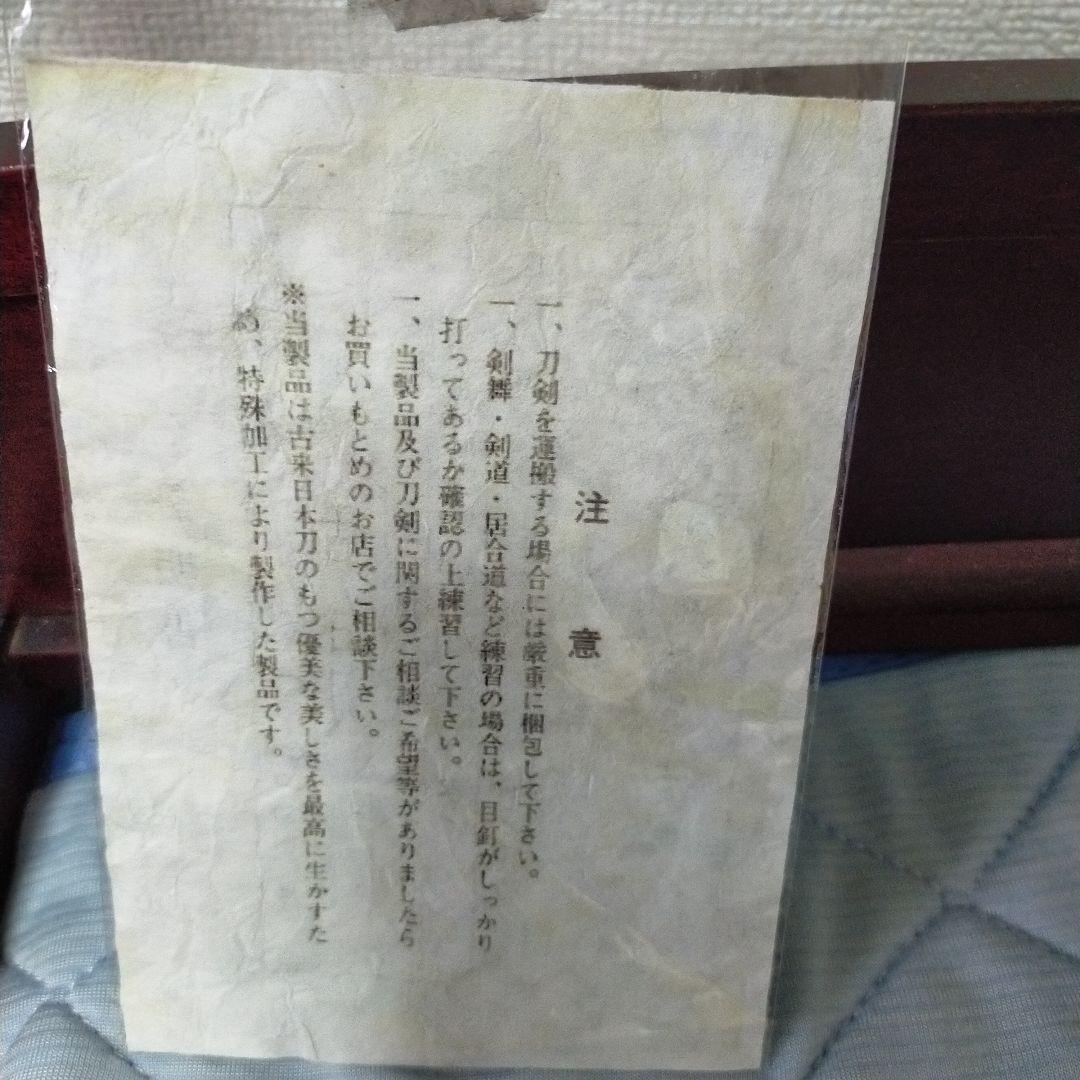 注意
一、刀剣を運搬する場合には厳重に梱包して下さい。
一、剣舞・剣道・居合道など練習の場合は、目釘がしっかり
打ってあるか確認の上練習して下さい。
一、当製品及び刀剣に関するご相談ご希望等がありましたら
お買いもとめのお店でご相談下さい。
※当製品は古来日本刀のもつ優美な美しさを最高に生かすた
め、特殊加工により製作した製品です。